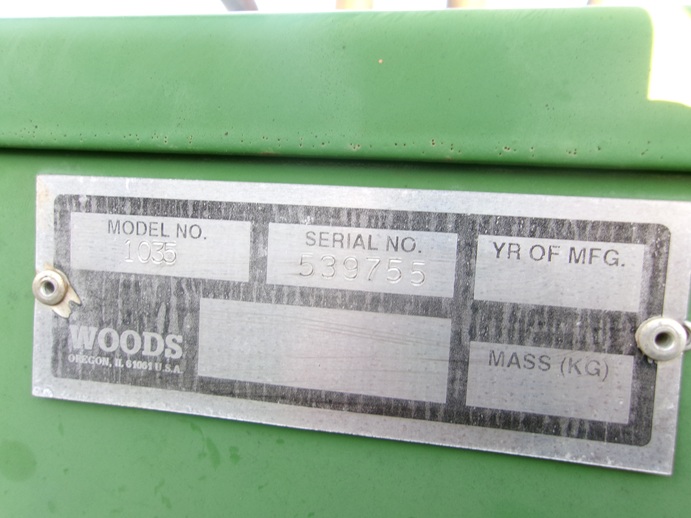 MODEL NO.
1035
SERIAL NO.
539755
YR OF MFG.
WOODS
OREGON, IL 61061 U.S.A
MASS (KG)